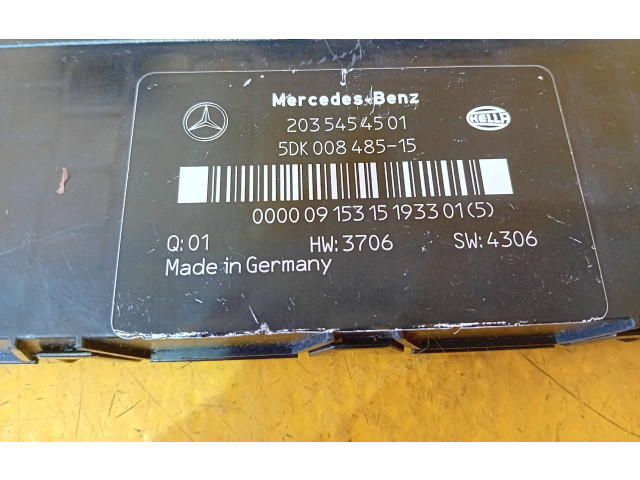 Mercedes-Benz
203 545 45 01
HELLA
5DK 008 485-15
0000 09 153 15 1933 01 (5)
Q: 01 HW: 3706 SW: 4306
Made in Germany